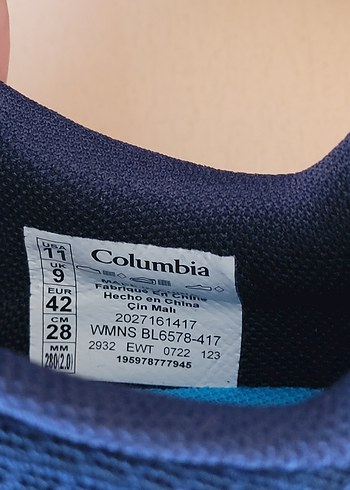 USA
11
UK
9
EUR
42
CM
28
MM
280(2.0)
Columbia
Fabriqué en Chine
Hecho en China
Çin Malı
2027161417
WMNS BL6578-417
2932 EWT 0722 123
195978777945